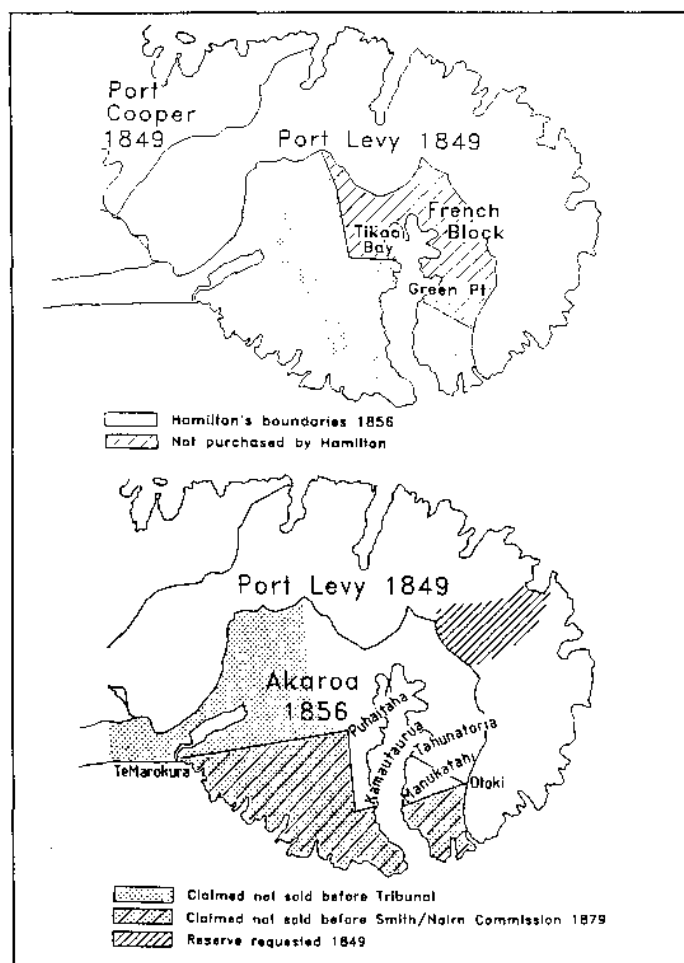 Port
Cooper
1849
Port Levy 1849
French
Block
Tikao
Bay
Green Pt
Hamilton's boundaries 1856
Not purchased by Hamilton
Port Levy 1849
Akaroa
1856
Puhaitaha
Kamautaurua
Tahunatorra
Manukatahi
Otoki
TeMarokura
Claimed not sold before Tribunal
Claimed not sold before Smith/Nairn Commission 1879
Reserve requested 1849